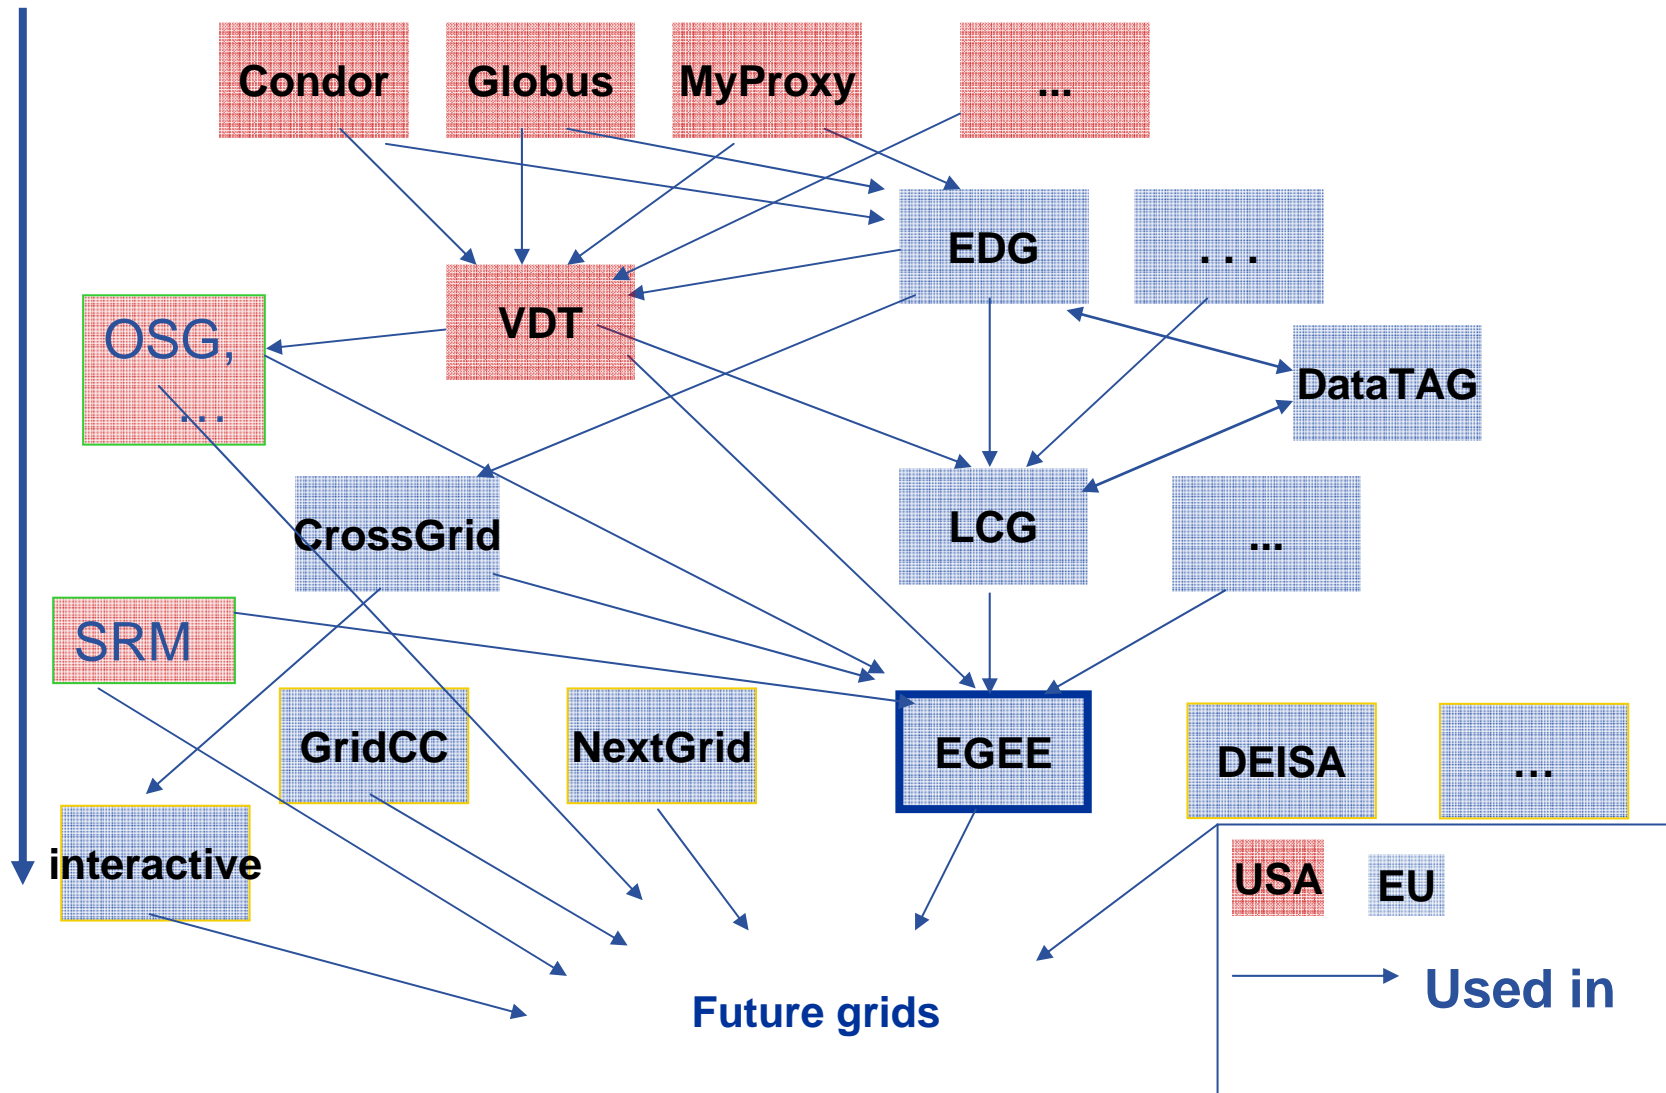 Condor
Globus
MyProxy
...
EDG
. . .
VDT
OSG,
...
DataTAG
CrossGrid
LCG
...
SRM
GridCC
NextGrid
EGEE
DEISA
...
interactive
USA
EU
Used in
Future grids